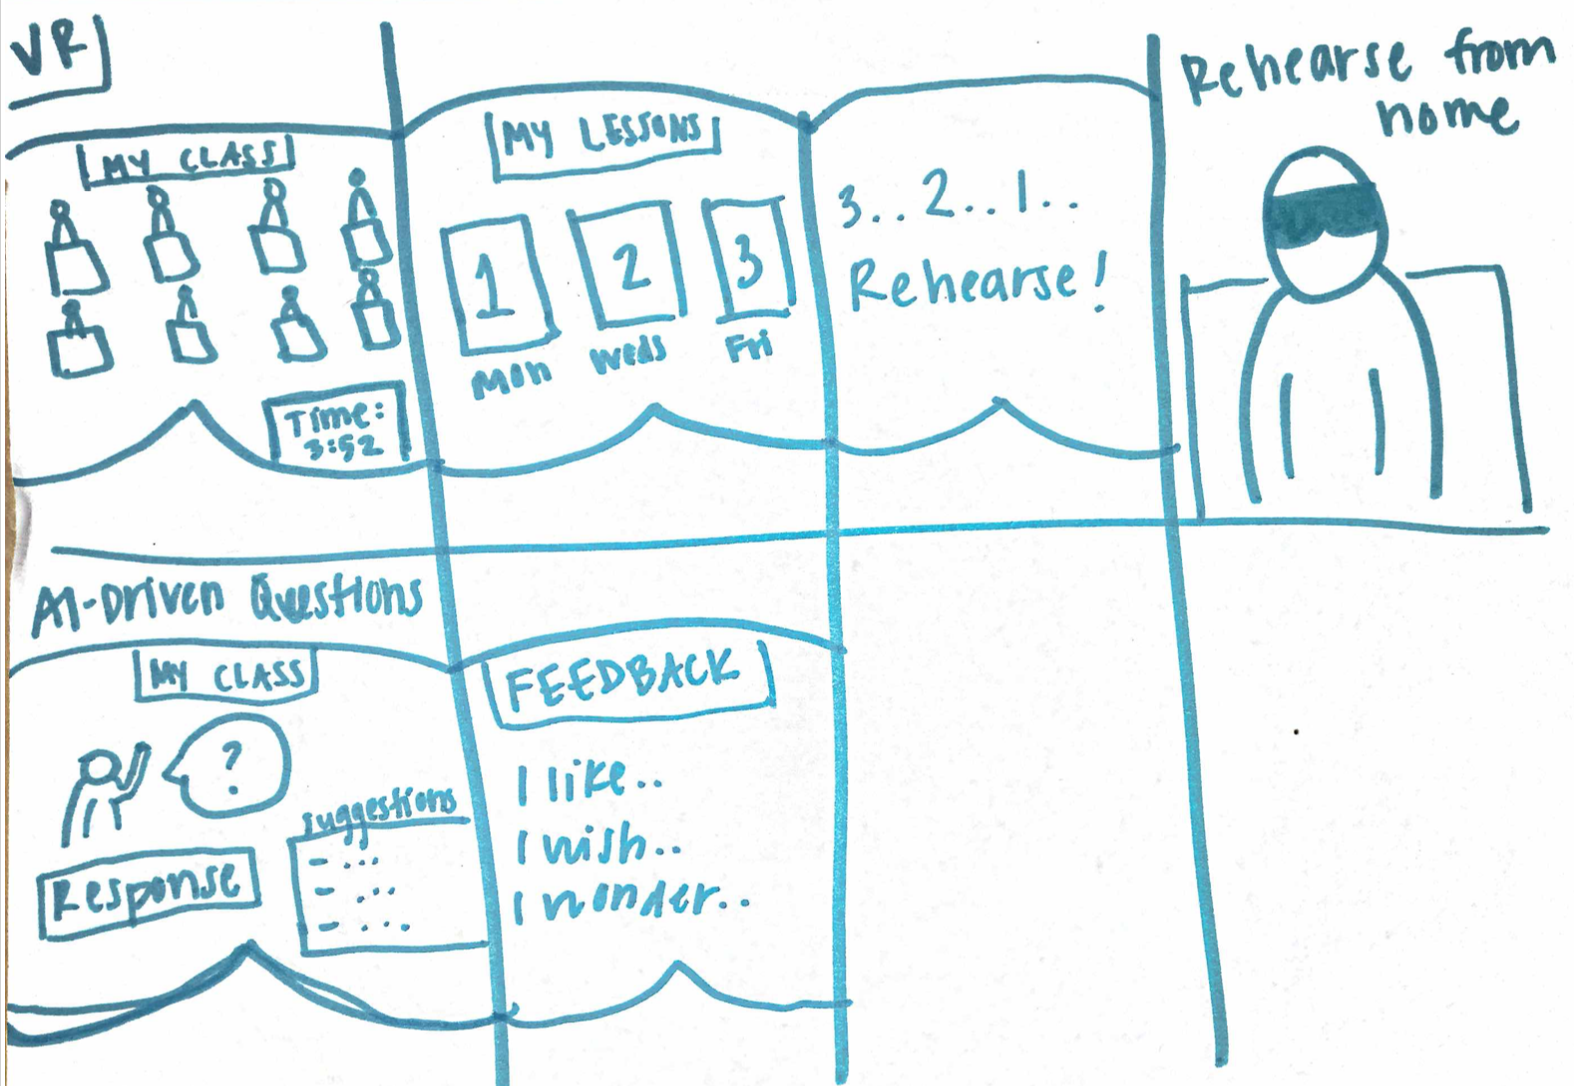 VR
MY CLASS
Time:
3:52
MY LESSONS
1
2
3
Mon
Weds
Fri
3..2..1..
Rehearse!
Rehearse from
home
AI-Driven Questions
MY CLASS
?
Response
suggestions
- ...
- ...
- ...
FEEDBACK
I like..
I wish..
I wonder..